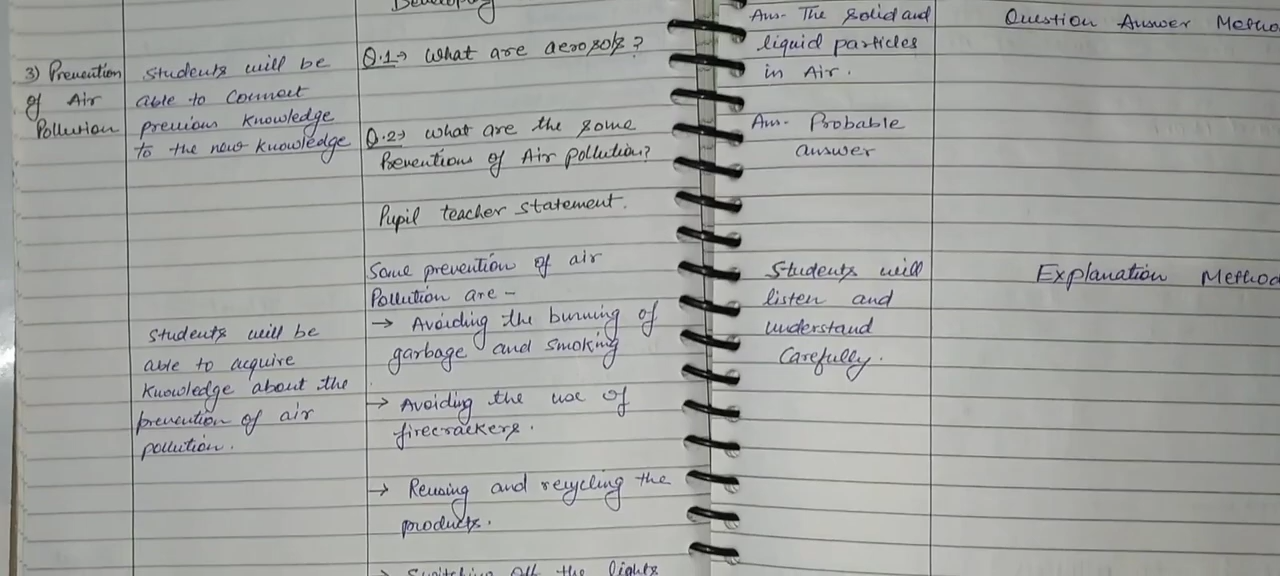 Developing
3) Prevention
of Air
Pollution
Students will be
able to Connect
previous knowledge
to the new knowledge
Q.1→ What are aerosols?
Q.2→ what are the some
Preventions of Air pollution?
Pupil teacher statement.
Some prevention of air
Pollution are -
→ Avoiding the burning of
garbage and smoking
→ Avoiding the use of
firecrackers.
→ Reusing and recycling the
products.
→ Switching off the lights
Students will be
able to acquire
knowledge about the
prevention of air
pollution.
Ans- The solid and
liquid particles
in Air.
Ans- Probable
answer
Students will
listen and
understand
Carefully.
Question Answer Metho
Explanation Method